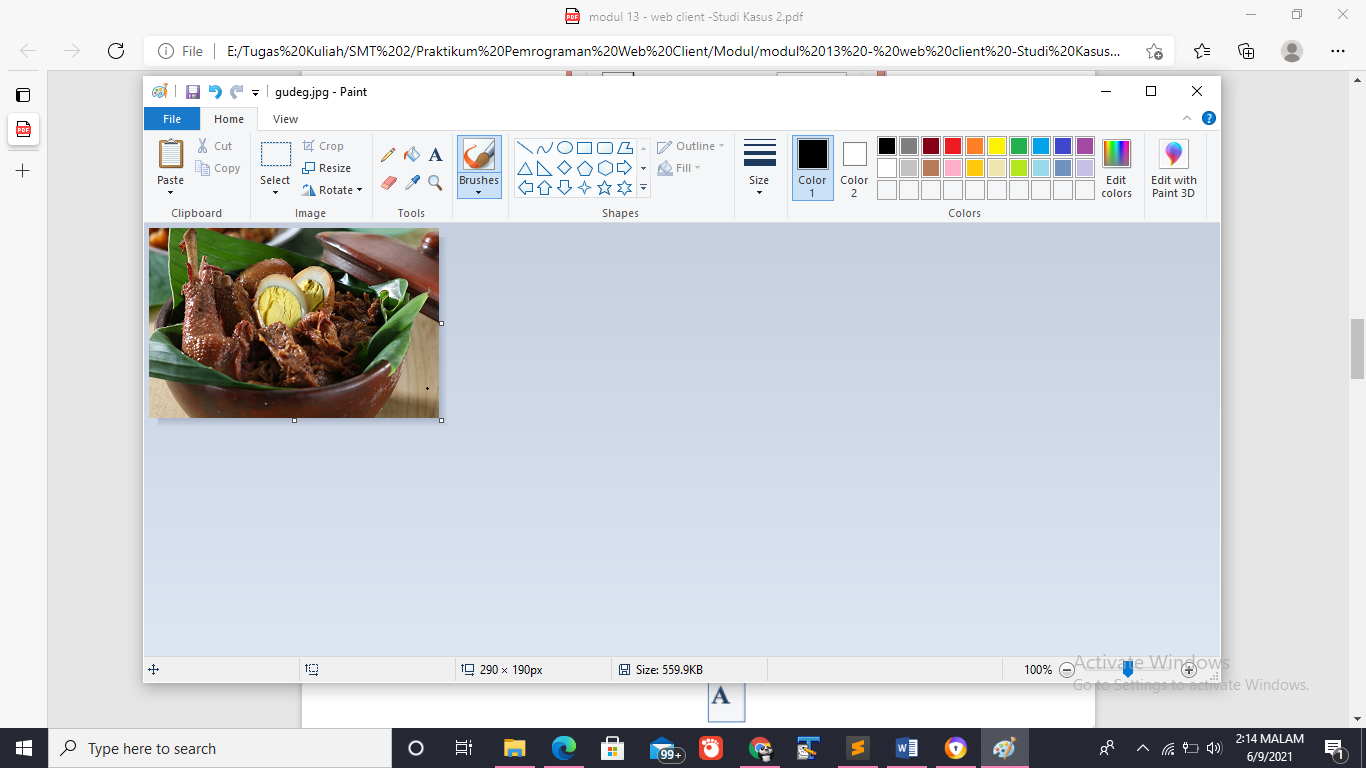 modul 13 - web client -Studi Kasus 2.pdf
File
E:/Tugas%20Kuliah/SMT%202/Praktikum%20Pemrograman%20Web%20Client/Modul/modul%2013%20-%20web%20client%20-Studi%20Kasus...
gudeg.jpg - Paint
File Home View
Paste
Cut
Copy
Clipboard
Select
Crop
Resize
Rotate
Image
A
Tools
Brushes
Shapes
Outline
Fill
Size
Color 1
Color 2
Edit colors
Colors
Edit with Paint 3D
290 × 190px
Size: 559.9KB
100%
Activate Windows
Go to Settings to activate Windows.
A
Type here to search
99+
2:14 MALAM
6/9/2021
1